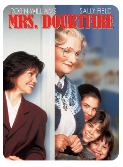 ROBIN WILLIAMS SALLY FIELD
MRS. DOUBTFIRE